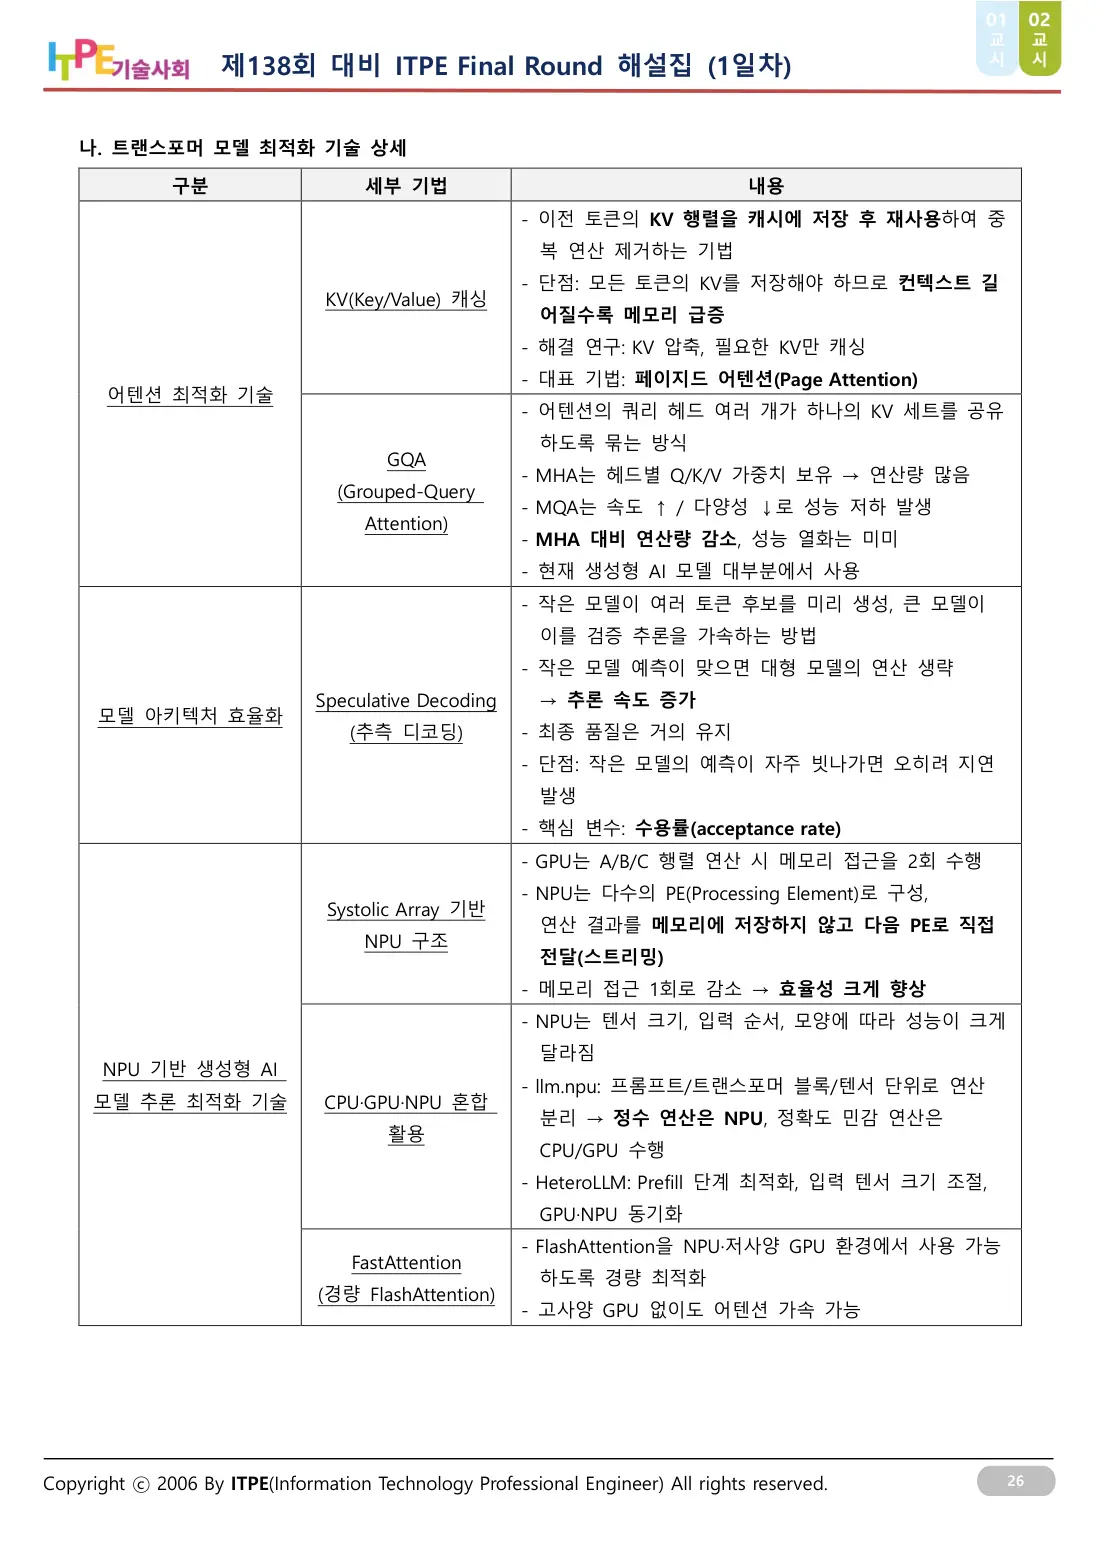 01
교
시
02
교
시
ITPE기술사회 제138회 대비 ITPE Final Round 해설집 (1일차)
나. 트랜스포머 모델 최적화 기술 상세
구분 세부 기법 내용
어텐션 최적화 기술
KV(Key/Value) 캐싱
- 이전 토큰의 KV 행렬을 캐시에 저장 후 재사용하여 중
복 연산 제거하는 기법
- 단점: 모든 토큰의 KV를 저장해야 하므로 컨텍스트 길
어질수록 메모리 급증
- 해결 연구: KV 압축, 필요한 KV만 캐싱
- 대표 기법: 페이지드 어텐션(Page Attention)
GQA
(Grouped-Query
Attention)
- 어텐션의 쿼리 헤드 여러 개가 하나의 KV 세트를 공유
하도록 묶는 방식
- MHA는 헤드별 Q/K/V 가중치 보유 → 연산량 많음
- MQA는 속도 ↑ / 다양성 ↓로 성능 저하 발생
- MHA 대비 연산량 감소, 성능 열화는 미미
- 현재 생성형 AI 모델 대부분에서 사용
모델 아키텍처 효율화
Speculative Decoding
(추측 디코딩)
- 작은 모델이 여러 토큰 후보를 미리 생성, 큰 모델이
이를 검증 추론을 가속하는 방법
- 작은 모델 예측이 맞으면 대형 모델의 연산 생략
→ 추론 속도 증가
- 최종 품질은 거의 유지
- 단점: 작은 모델의 예측이 자주 빗나가면 오히려 지연
발생
- 핵심 변수: 수용률(acceptance rate)
NPU 기반 생성형 AI
모델 추론 최적화 기술
Systolic Array 기반
NPU 구조
- GPU는 A/B/C 행렬 연산 시 메모리 접근을 2회 수행
- NPU는 다수의 PE(Processing Element)로 구성,
연산 결과를 메모리에 저장하지 않고 다음 PE로 직접
전달(스트리밍)
- 메모리 접근 1회로 감소 → 효율성 크게 향상
CPU·GPU·NPU 혼합
활용
- NPU는 텐서 크기, 입력 순서, 모양에 따라 성능이 크게
달라짐
- llm.npu: 프롬프트/트랜스포머 블록/텐서 단위로 연산
분리 → 정수 연산은 NPU, 정확도 민감 연산은
CPU/GPU 수행
- HeteroLLM: Prefill 단계 최적화, 입력 텐서 크기 조절,
GPU·NPU 동기화
FastAttention
(경량 FlashAttention)
- FlashAttention을 NPU·저사양 GPU 환경에서 사용 가능
하도록 경량 최적화
- 고사양 GPU 없이도 어텐션 가속 가능
Copyright ⓒ 2006 By ITPE(Information Technology Professional Engineer) All rights reserved.
26